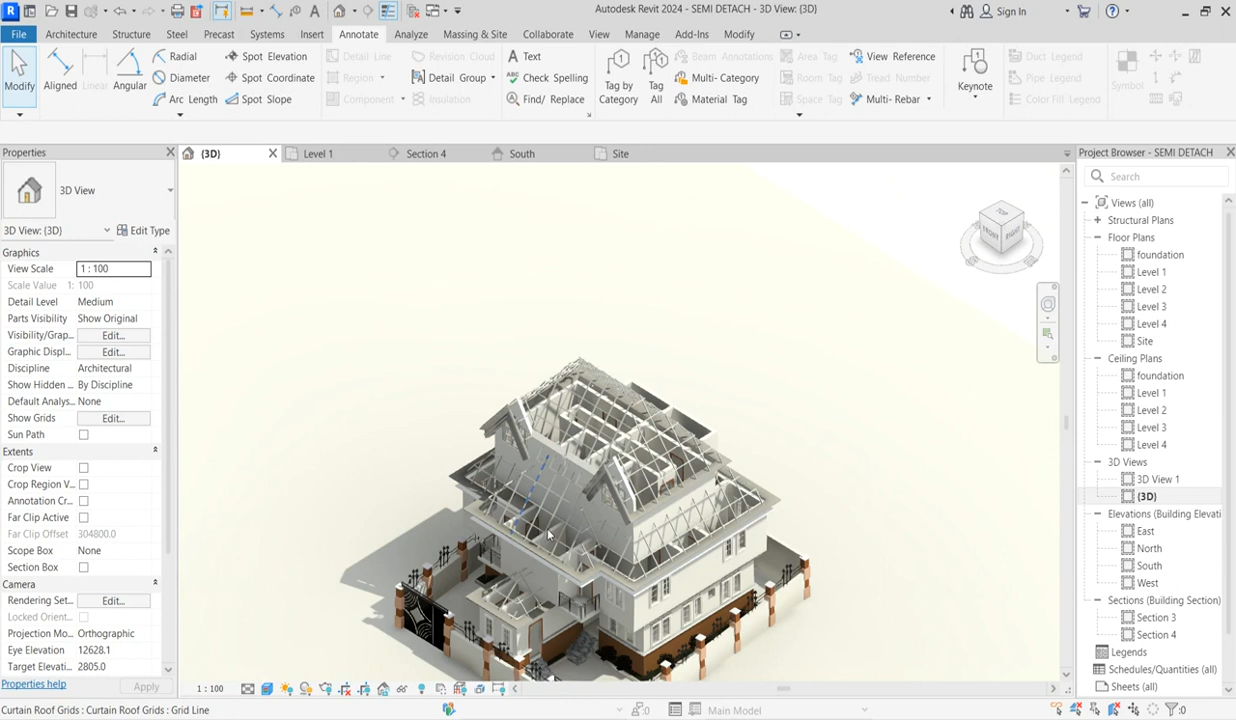 Autodesk Revit 2024 - SEMI DETACH - 3D View: {3D}
Sign In
File Architecture Structure Steel Precast Systems Insert Annotate Analyze Massing & Site Collaborate View Manage Add-Ins Modify
Modify
Aligned
Linear
Angular
Radial
Diameter
Arc Length
Spot Elevation
Spot Coordinate
Spot Slope
Detail Line
Region
Component
Revision Cloud
Detail Group
Insulation
Text
Check Spelling
Find/ Replace
Tag by
Category
Tag
All
Beam Annotations
Multi- Category
Material Tag
Area Tag
Room Tag
Space Tag
View Reference
Tread Number
Multi- Rebar
Keynote
Duct Legend
Pipe Legend
Color Fill Legend
Symbol
Properties
3D View
3D View: {3D}
Edit Type
Graphics
View Scale 1 : 100
Scale Value 1: 100
Detail Level Medium
Parts Visibility Show Original
Visibility/Grap... Edit...
Graphic Displ... Edit...
Discipline Architectural
Show Hidden ... By Discipline
Default Analys... None
Show Grids Edit...
Sun Path
Extents
Crop View
Crop Region V...
Annotation Cr...
Far Clip Active
Far Clip Offset 304800.0
Scope Box None
Section Box
Camera
Rendering Set... Edit...
Locked Orient...
Projection Mo... Orthographic
Eye Elevation 12628.1
Target Elevati... 2805.0
Properties help
Apply
{3D} Level 1 Section 4 South Site
TOP
FRONT
RIGHT
Project Browser - SEMI DETACH
Search
Views (all)
Structural Plans
Floor Plans
foundation
Level 1
Level 2
Level 3
Level 4
Site
Ceiling Plans
foundation
Level 1
Level 2
Level 3
Level 4
3D Views
3D View 1
{3D}
Elevations (Building Elevati
East
North
South
West
Sections (Building Section)
Section 3
Section 4
Legends
Schedules/Quantities (all)
Sheets (all)
1 : 100
Curtain Roof Grids : Curtain Roof Grids : Grid Line
:0
Main Model
:0